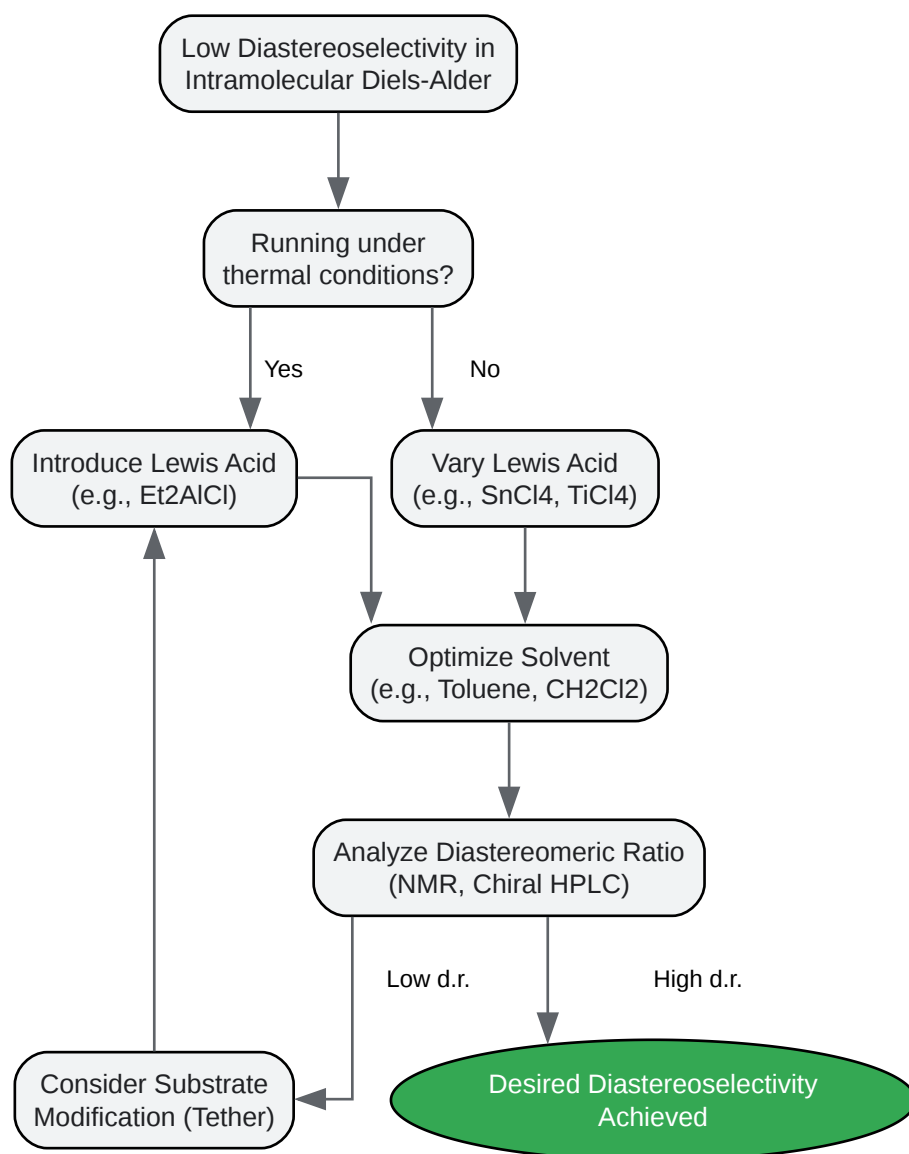 Low Diastereoselectivity in
Intramolecular Diels-Alder
Running under
thermal conditions?
Yes
No
Introduce Lewis Acid
(e.g., Et2AlCl)
Vary Lewis Acid
(e.g., SnCl4, TiCl4)
Optimize Solvent
(e.g., Toluene, CH2Cl2)
Analyze Diastereomeric Ratio
(NMR, Chiral HPLC)
Low d.r.
High d.r.
Consider Substrate
Modification (Tether)
Desired Diastereoselectivity
Achieved